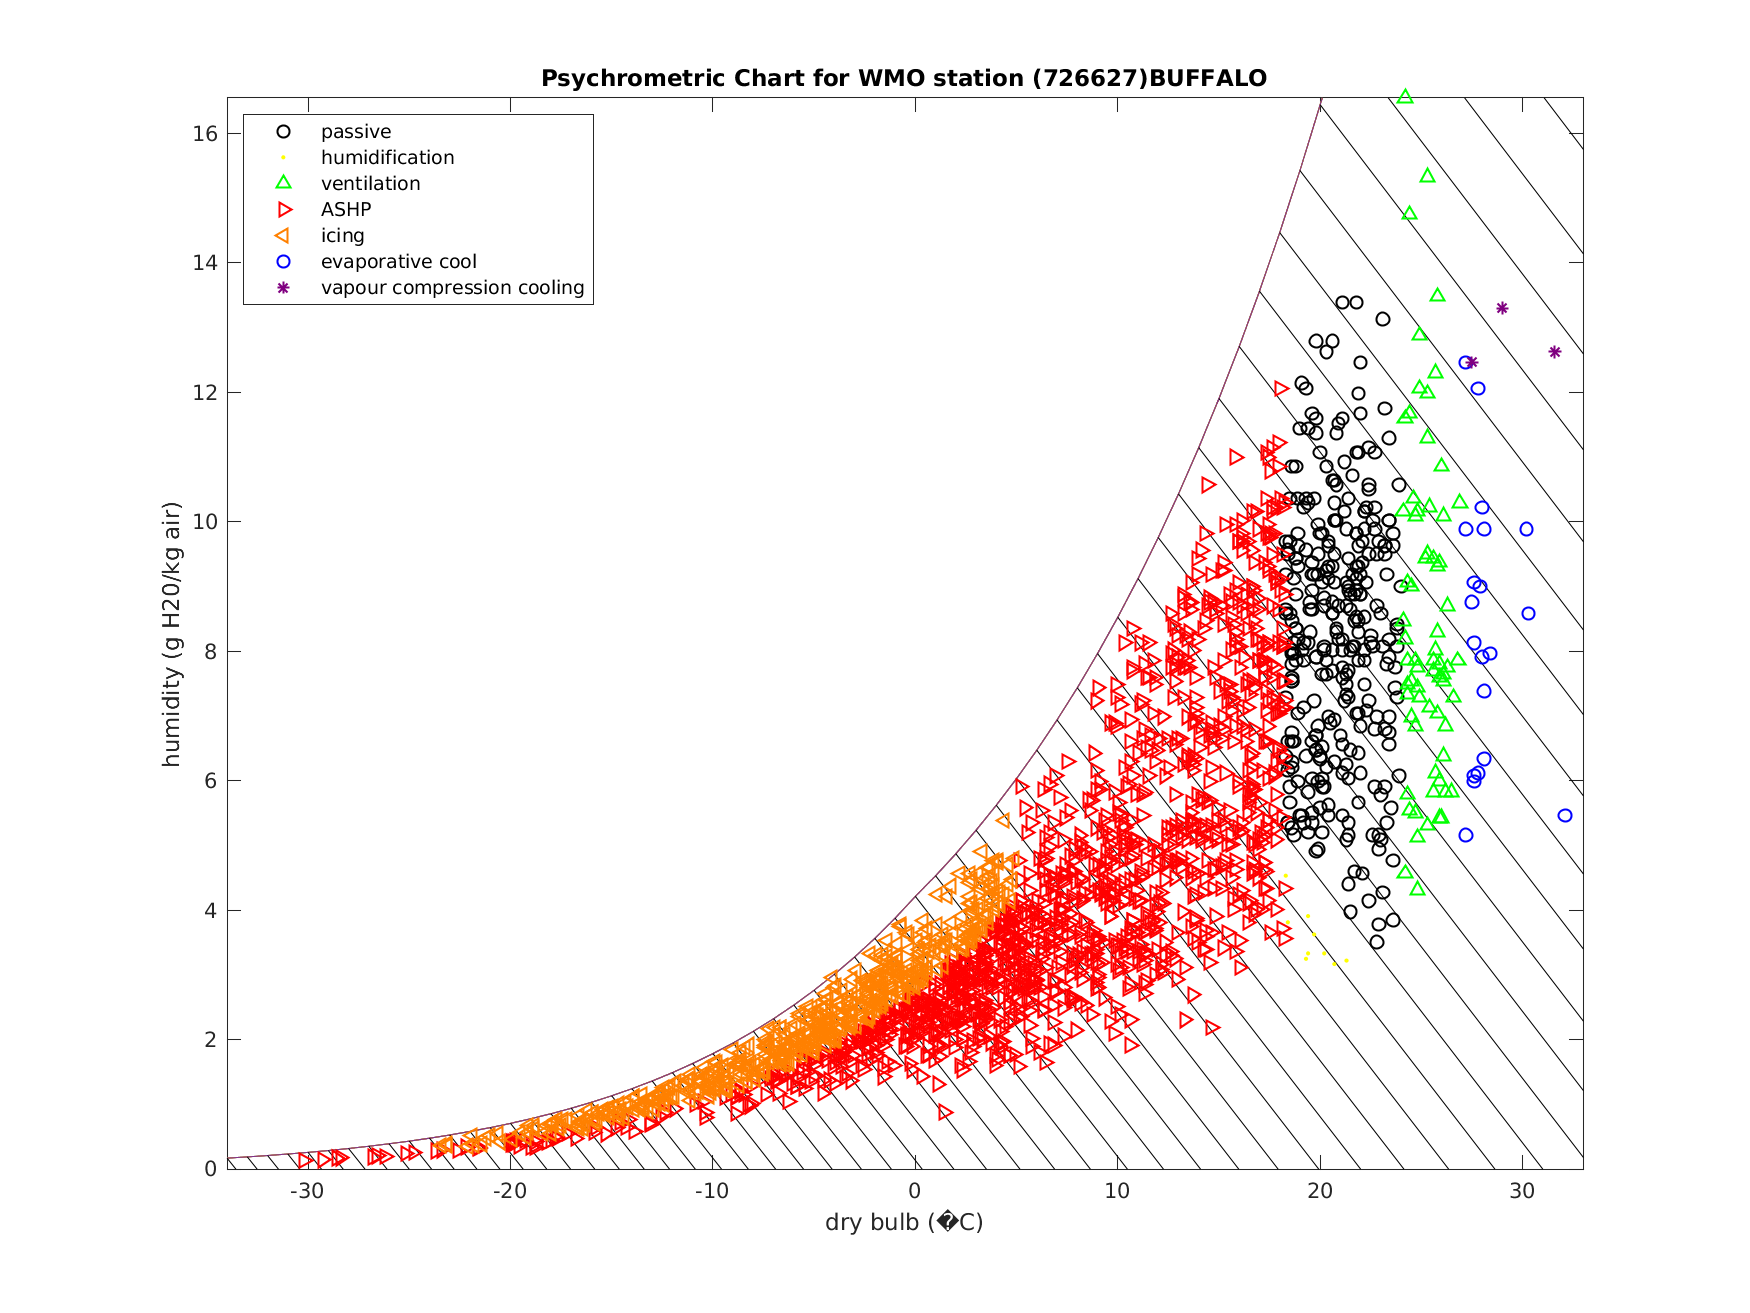 Psychrometric Chart for WMO station (726627)BUFFALO
passive
humidification
ventilation
ASHP
icing
evaporative cool
vapour compression cooling
humidity (g H20/kg air)
16
14
12
10
8
6
4
2
0
-30 -20 -10 0 10 20 30
dry bulb (�C)